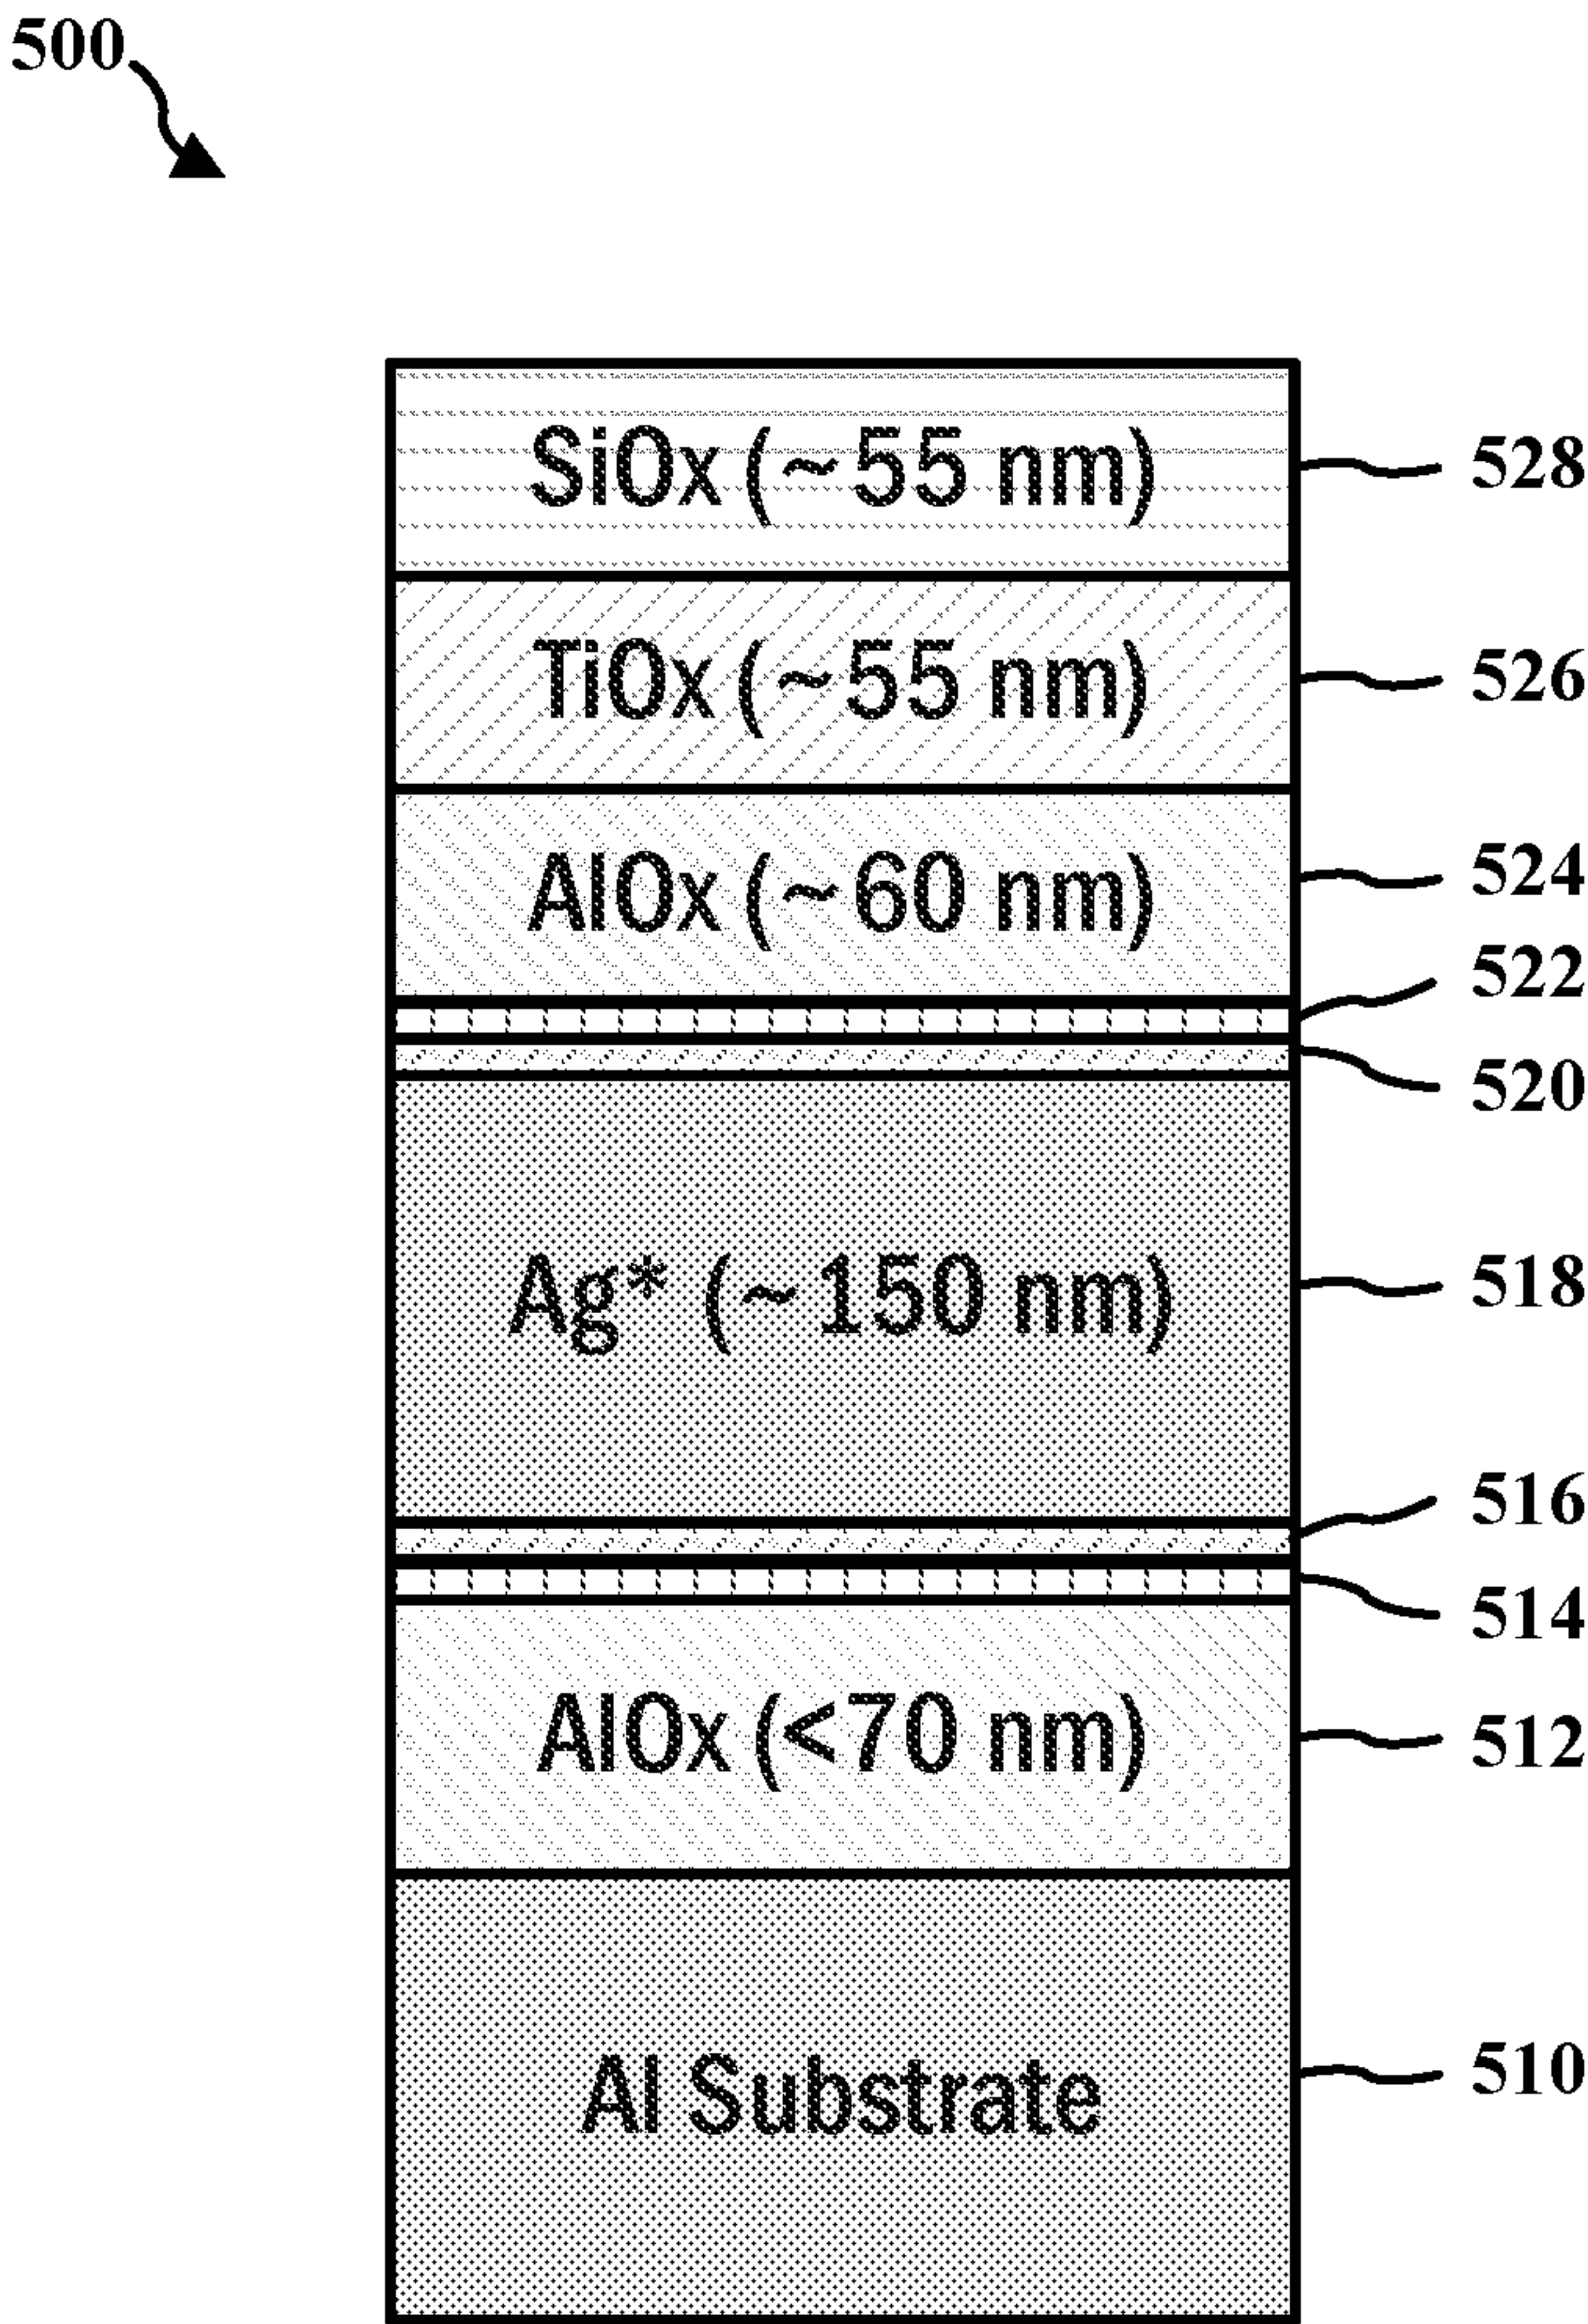 500
SiOx (~55 nm) 528
TiOx (~55 nm) 526
AlOx (~60 nm) 524
522
520
Ag* (~150 nm) 518
516
514
AlOx (<70 nm) 512
Al Substrate 510